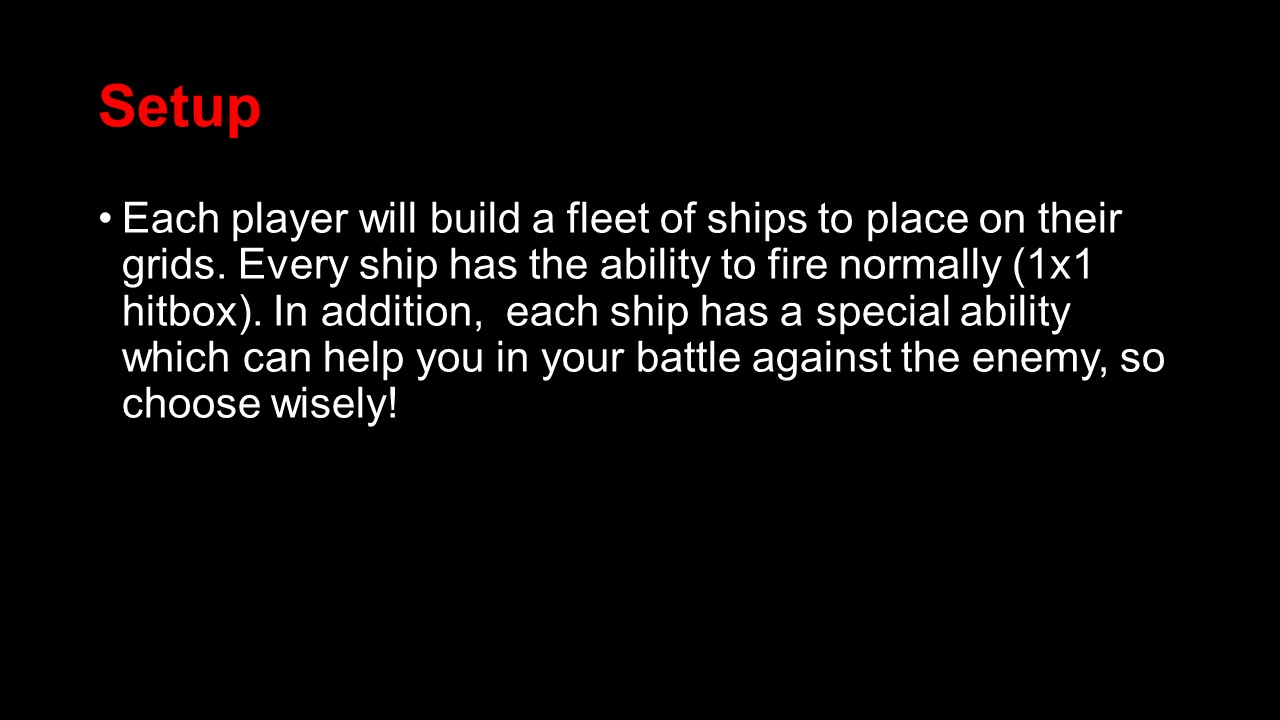 Setup
• Each player will build a fleet of ships to place on their
grids. Every ship has the ability to fire normally (1x1
hitbox). In addition,  each ship has a special ability
which can help you in your battle against the enemy, so
choose wisely!